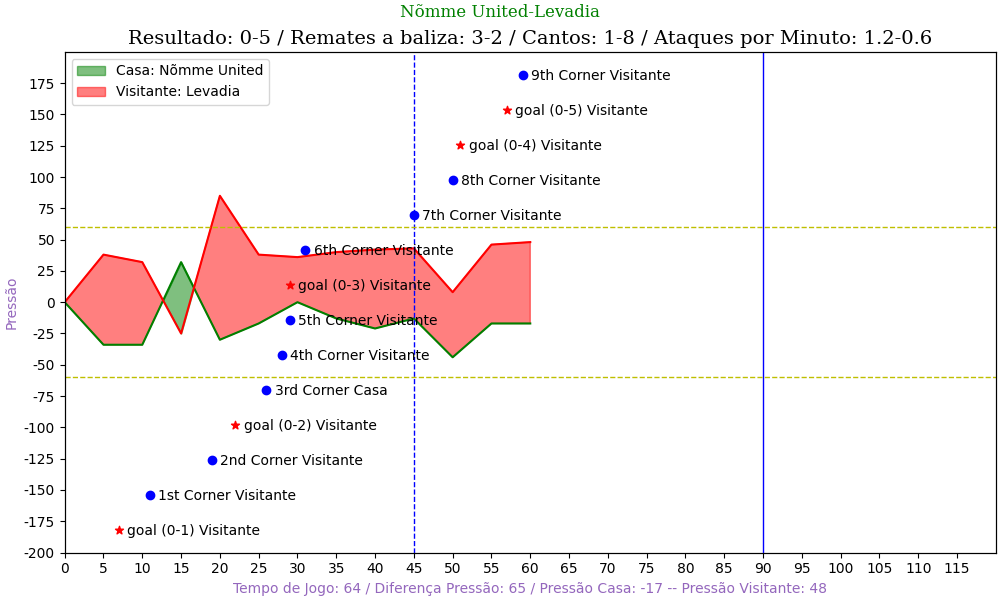 Nõmme United-Levadia
Resultado: 0-5 / Remates a baliza: 3-2 / Cantos: 1-8 / Ataques por Minuto: 1.2-0.6
Casa: Nõmme United
Visitante: Levadia
9th Corner Visitante
goal (0-5) Visitante
goal (0-4) Visitante
8th Corner Visitante
7th Corner Visitante
6th Corner Visitante
goal (0-3) Visitante
5th Corner Visitante
4th Corner Visitante
3rd Corner Casa
goal (0-2) Visitante
2nd Corner Visitante
1st Corner Visitante
goal (0-1) Visitante
Pressão
175
150
125
100
75
50
25
0
-25
-50
-75
-100
-125
-150
-175
-200
0 5 10 15 20 25 30 35 40 45 50 55 60 65 70 75 80 85 90 95 100 105 110 115
Tempo de Jogo: 64 / Diferença Pressão: 65 / Pressão Casa: -17 -- Pressão Visitante: 48